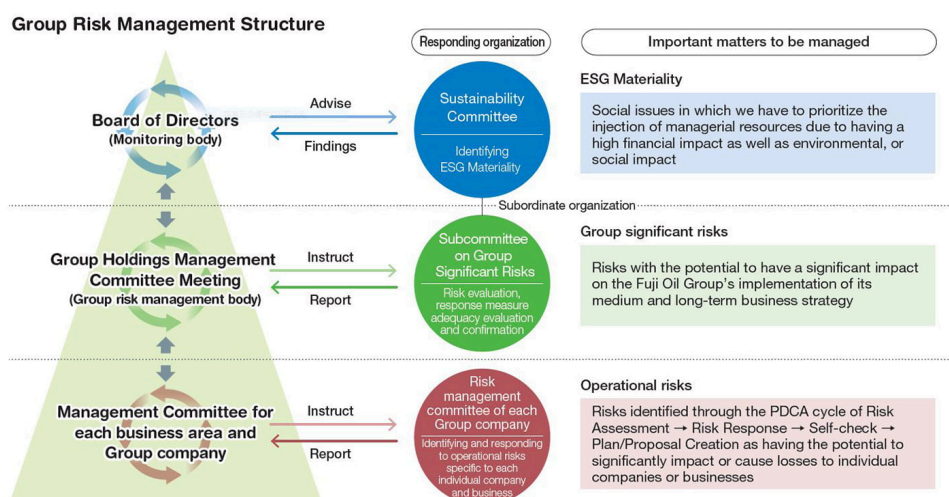 Group Risk Management Structure
Responding organization
Important matters to be managed
Board of Directors
(Monitoring body)
Advise
Findings
Sustainability
Committee
Identifying
ESG Materiality
ESG Materiality
Social issues in which we have to prioritize the
injection of managerial resources due to having a
high financial impact as well as environmental, or
social impact
Subordinate organization
Group Holdings Management
Committee Meeting
(Group risk management body)
Instruct
Report
Subcommittee
on Group
Significant Risks
Risk evaluation,
response measure
adequacy evaluation
and confirmation
Group significant risks
Risks with the potential to have a significant impact
on the Fuji Oil Group's implementation of its
medium and long-term business strategy
Management Committee for
each business area and
Group company
Instruct
Report
Risk
management
committee of each
Group company
Identifying and responding
to operational risks
specific to each
individual company
and business
Operational risks
Risks identified through the PDCA cycle of Risk
Assessment → Risk Response → Self-check →
Plan/Proposal Creation as having the potential to
significantly impact or cause losses to individual
companies or businesses